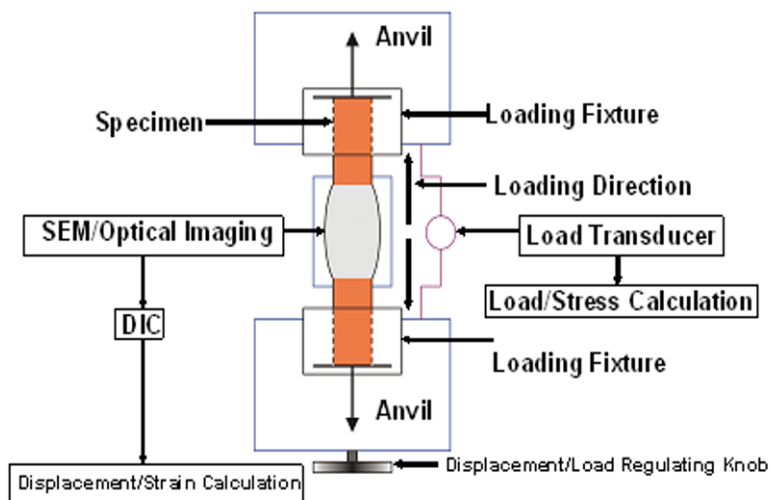 Anvil
Specimen
Loading Fixture
Loading Direction
SEM/Optical Imaging
Load Transducer
Load/Stress Calculation
DIC
Loading Fixture
Anvil
Displacement/Load Regulating Knob
Displacement/Strain Calculation